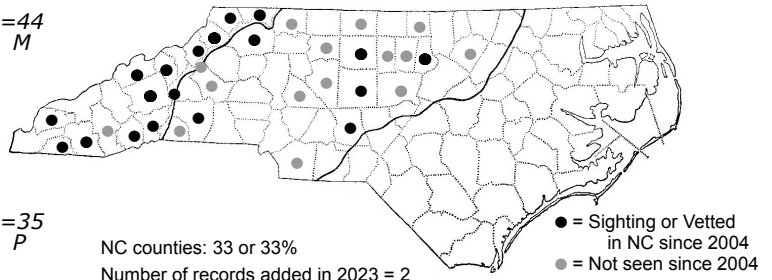 =44
M
=35
P
NC counties: 33 or 33%
Number of records added in 2023 = 2
● = Sighting or Vetted
in NC since 2004
● = Not seen since 2004